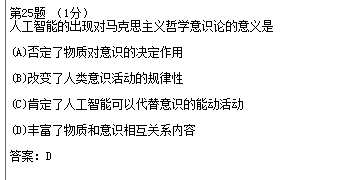 第25题 (1分)
人工智能的出现对马克思主义哲学意识论的意义是
(A)否定了物质对意识的决定作用
(B)改变了人类意识活动的规律性
(C)肯定了人工智能可以代替意识的能动活动
(D)丰富了物质和意识相互关系内容
答案：D